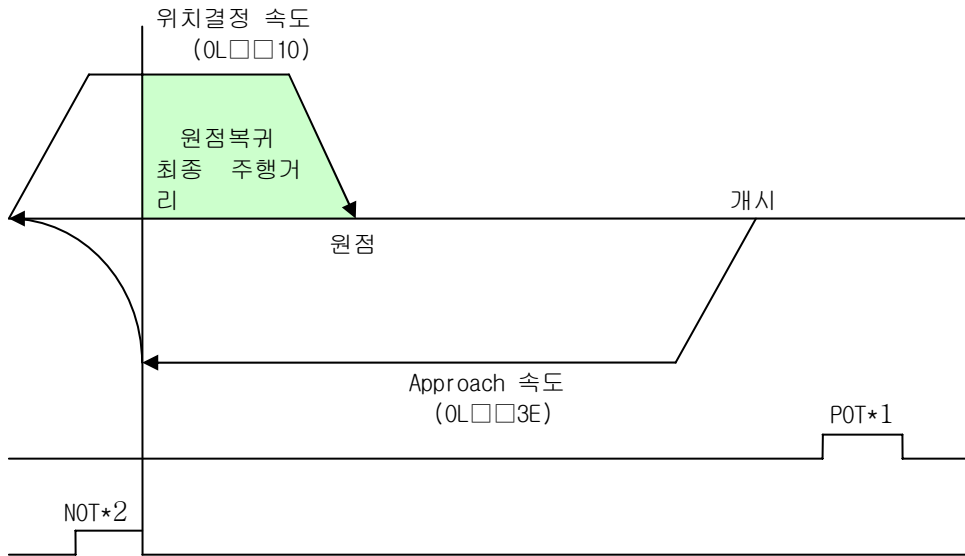 위치결정 속도
(OL□□10)
원점복귀
최종 주행거
리
개시
원점
Approach 속도
(OL□□3E)
POT*1
NOT*2